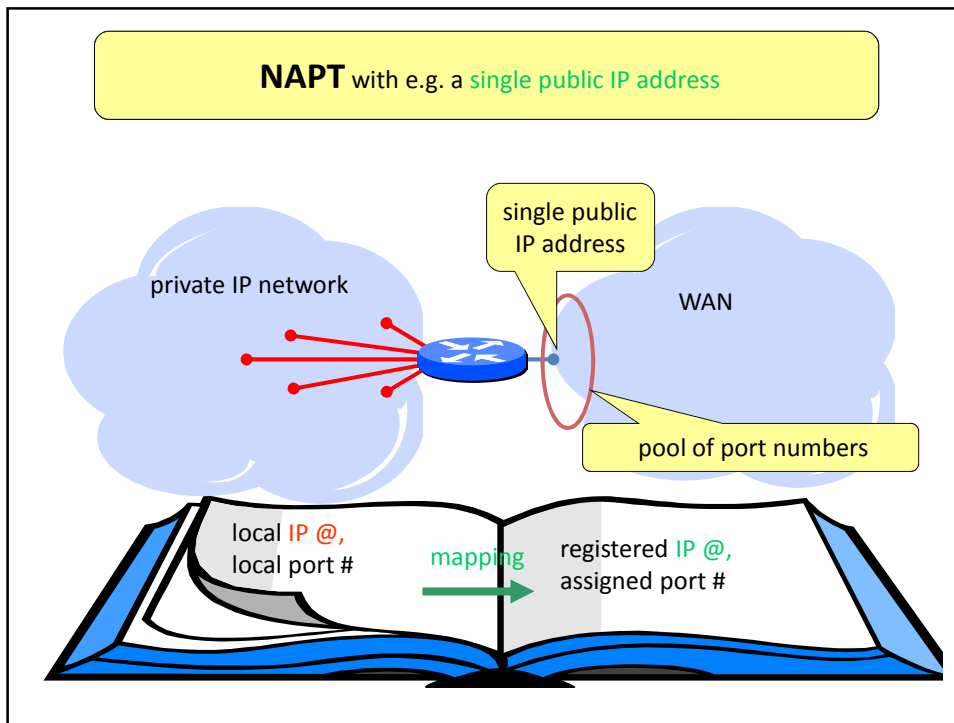 NAPT with e.g. a single public IP address
single public
IP address
private IP network
WAN
pool of port numbers
local IP @,
local port #
mapping
registered IP @,
assigned port #